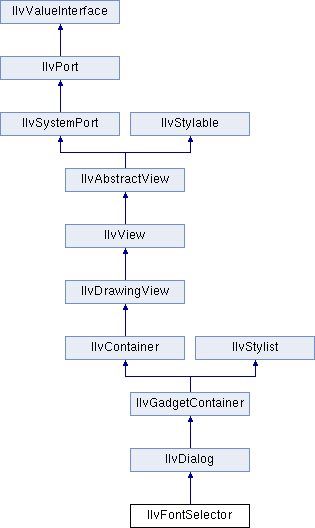 IlvValueInterface
IlvPort
IlvSystemPort
IlvStylable
IlvAbstractView
IlvView
IlvDrawingView
IlvContainer
IlvStylist
IlvGadgetContainer
IlvDialog
IlvFontSelector